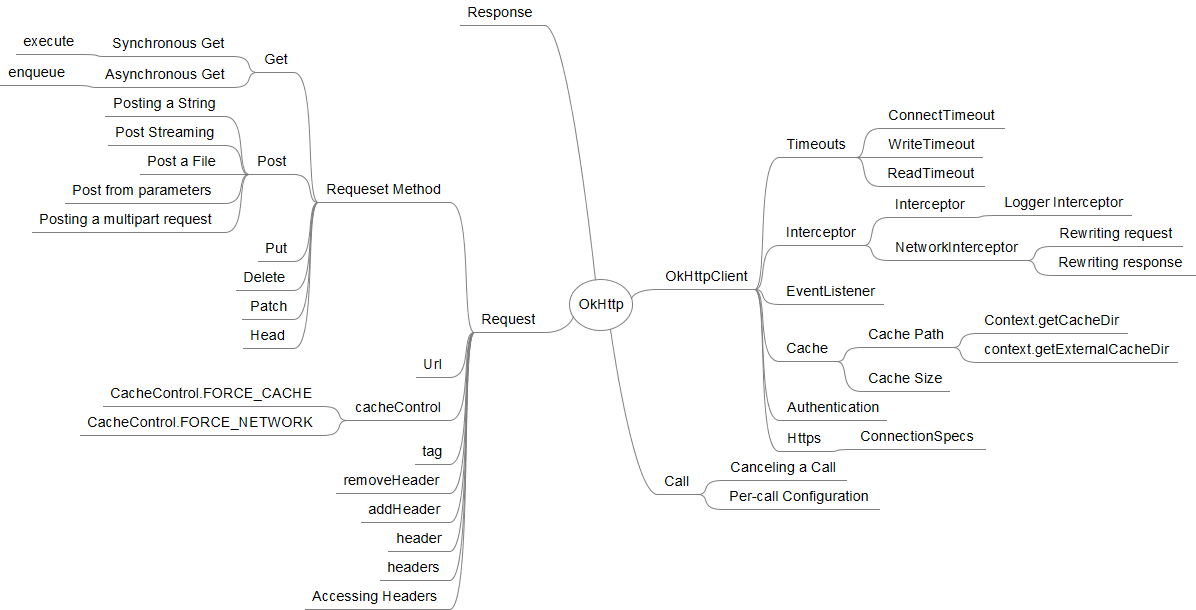 Response
execute
Synchronous Get
Get
enqueue
Asynchronous Get
Posting a String
Post Streaming
Post a File
Post
Post from parameters
Posting a multipart request
Requeset Method
Put
Delete
Patch
Head
Request
Url
CacheControl.FORCE_CACHE
CacheControl.FORCE_NETWORK
cacheControl
tag
removeHeader
addHeader
header
headers
Accessing Headers
OkHttp
OkHttpClient
Timeouts
ConnectTimeout
WriteTimeout
ReadTimeout
Interceptor
Interceptor
Logger Interceptor
NetworkInterceptor
Rewriting request
Rewriting response
EventListener
Cache
Cache Path
Context.getCacheDir
context.getExternalCacheDir
Cache Size
Authentication
Https
ConnectionSpecs
Call
Canceling a Call
Per-call Configuration